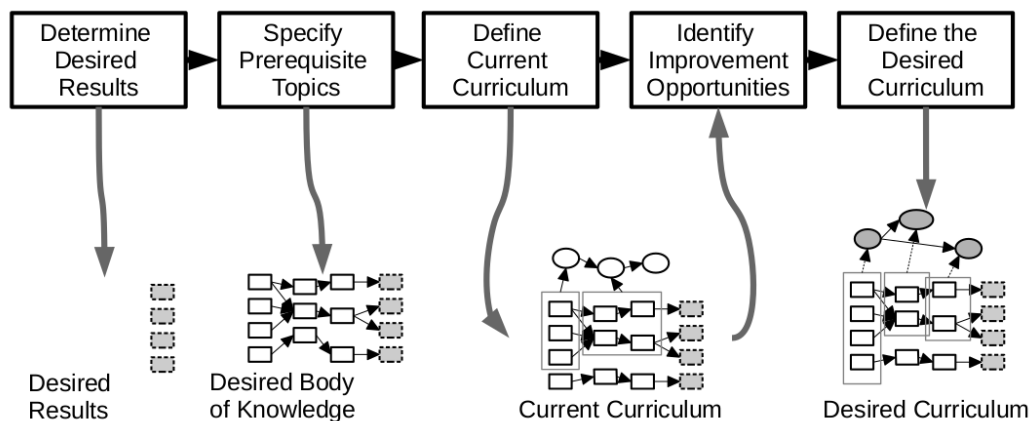 Determine
Desired
Results
Specify
Prerequisite
Topics
Define
Current
Curriculum
Identify
Improvement
Opportunities
Define the
Desired
Curriculum
Desired
Results
Desired Body
of Knowledge
Current Curriculum
Desired Curriculum